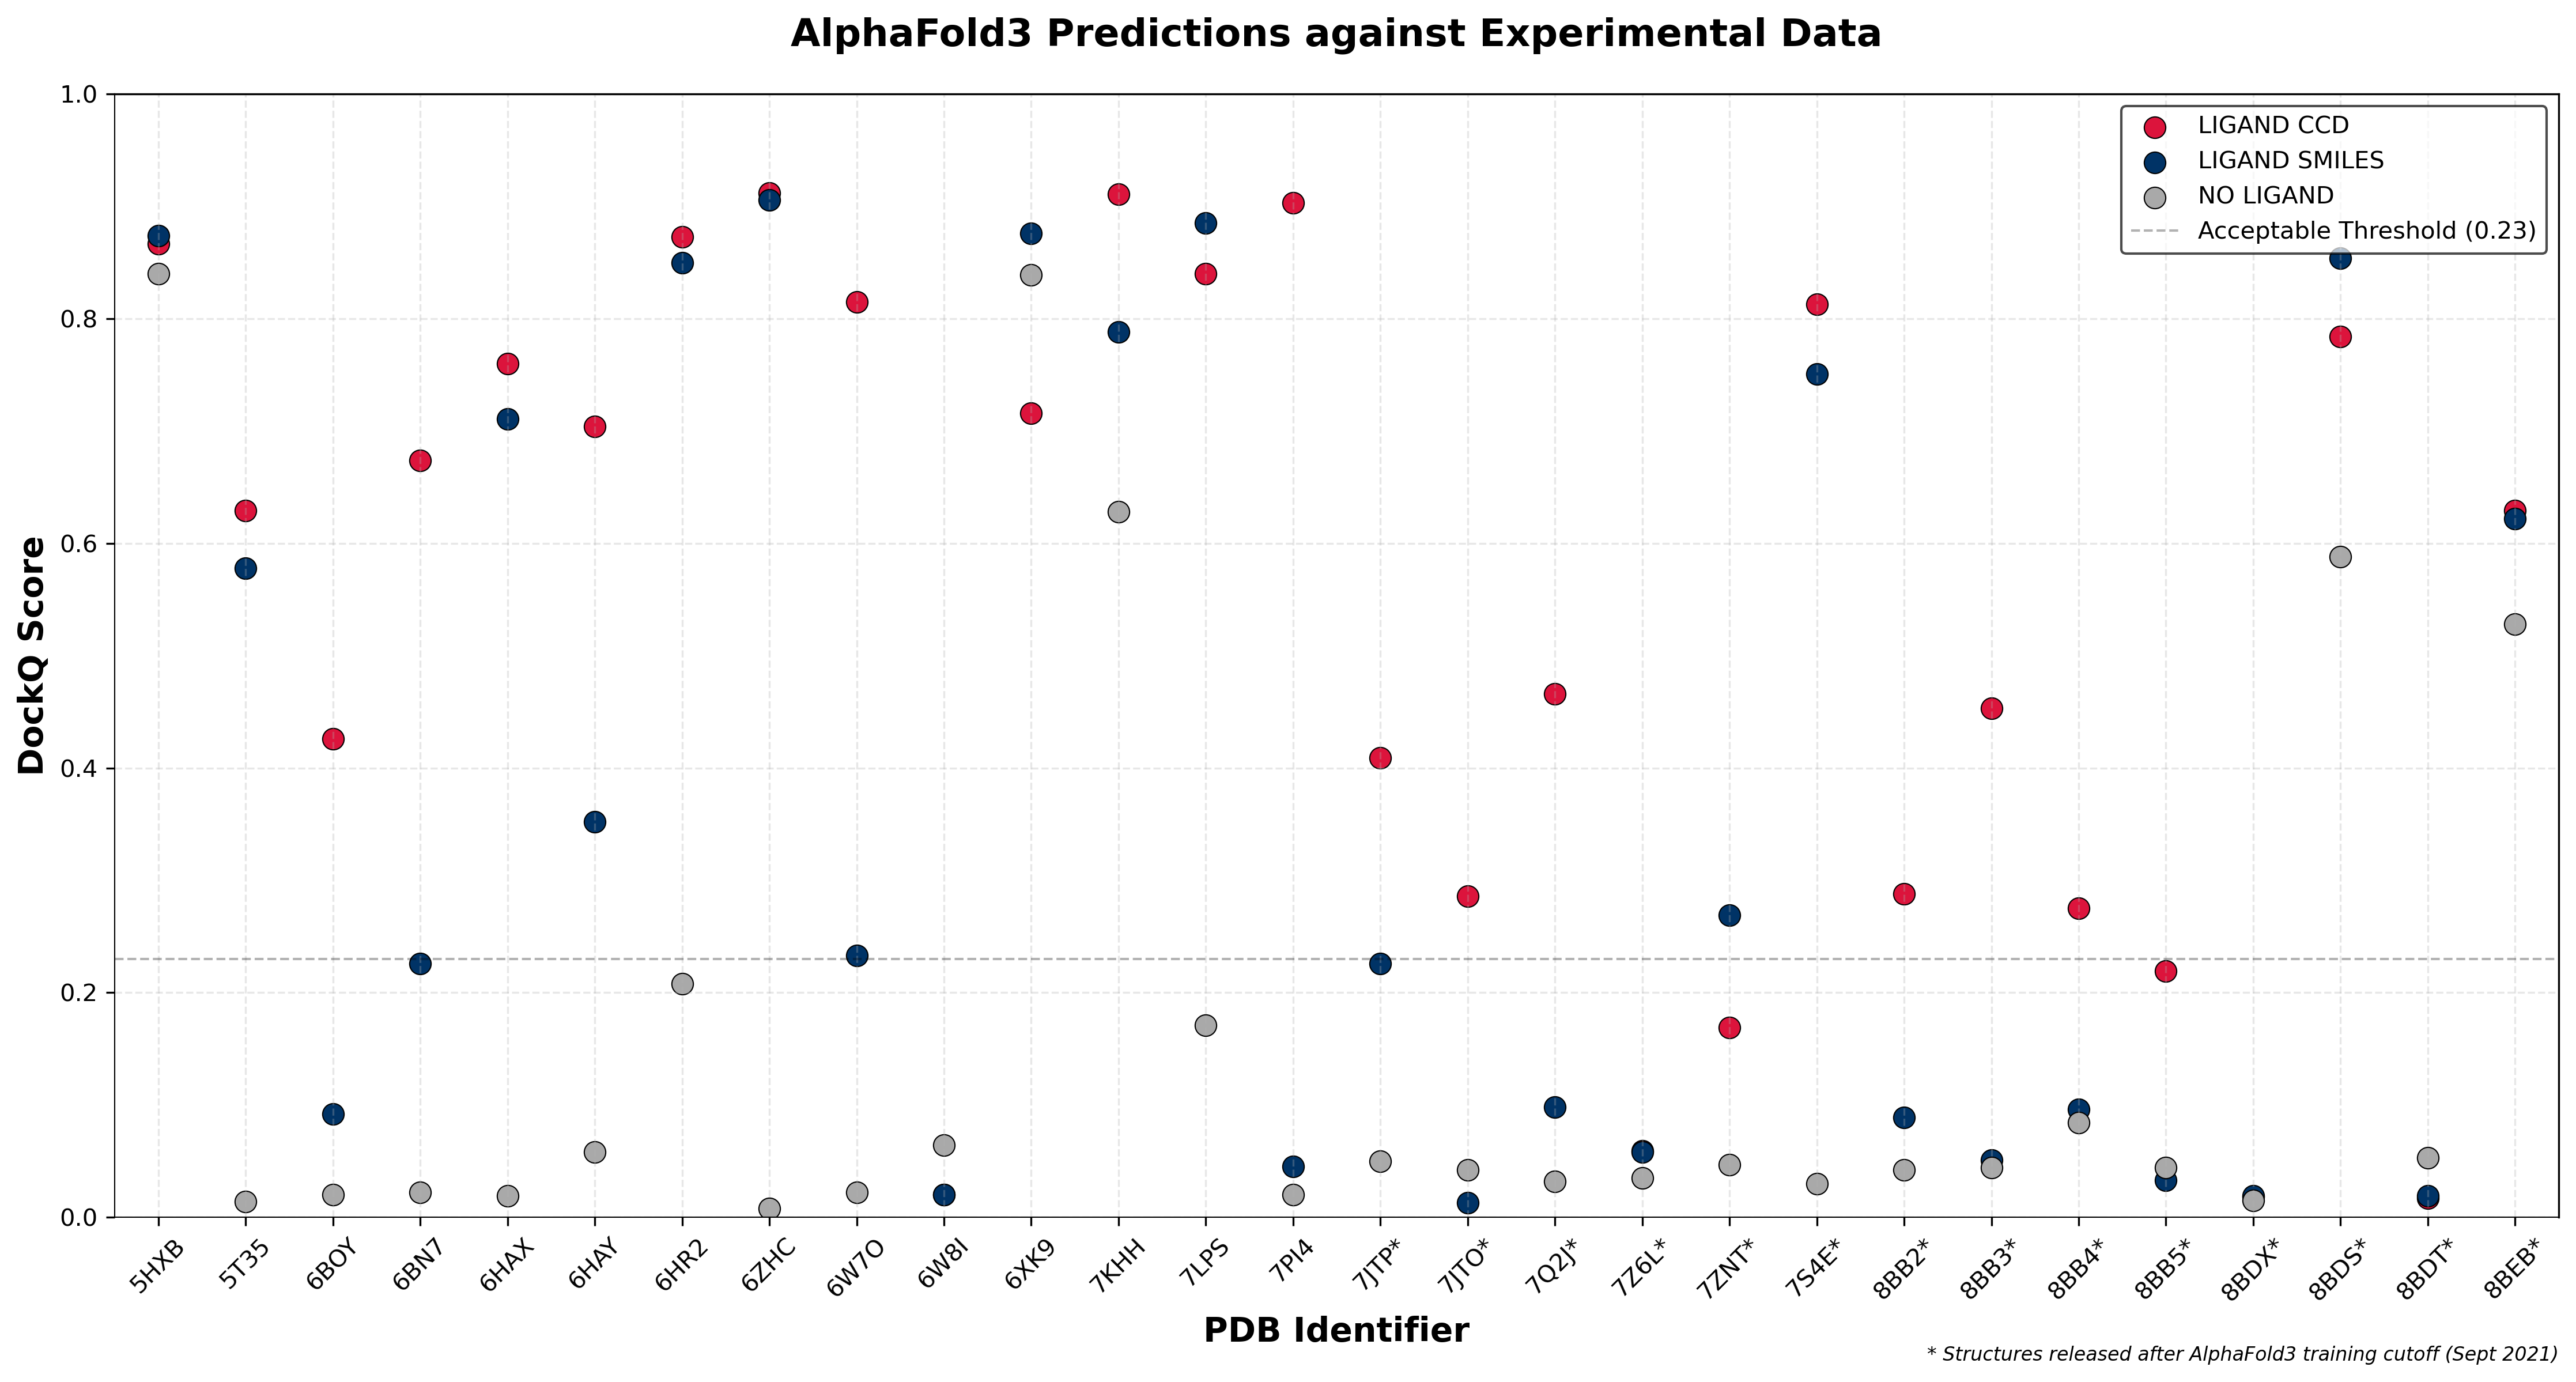 AlphaFold3 Predictions against Experimental Data
1.0
0.8
0.6
0.4
0.2
0.0
DockQ Score
LIGAND CCD
LIGAND SMILES
NO LIGAND
Acceptable Threshold (0.23)
5HXB
5T35
6BOY
6BN7
6HAX
6HAY
6HR2
6ZHC
6W7O
6W8I
6XK9
7KHH
7LPS
7PI4
7JTP*
7JTO*
7Q2J*
7Z6L*
7ZNT*
7S4E*
8BB2*
8BB3*
8BB4*
8BB5*
8BDX*
8BDS*
8BDT*
8BEB*
PDB Identifier
* Structures released after AlphaFold3 training cutoff (Sept 2021)